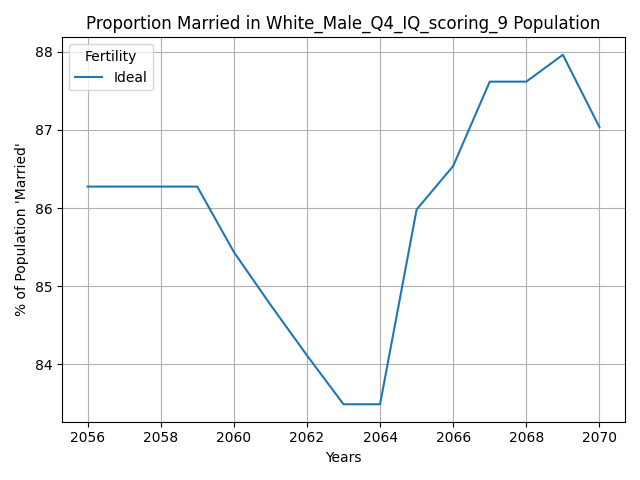 Proportion Married in White_Male_Q4_IQ_scoring_9 Population
Fertility
Ideal
% of Population 'Married'
88
87
86
85
84
2056 2058 2060 2062 2064 2066 2068 2070
Years